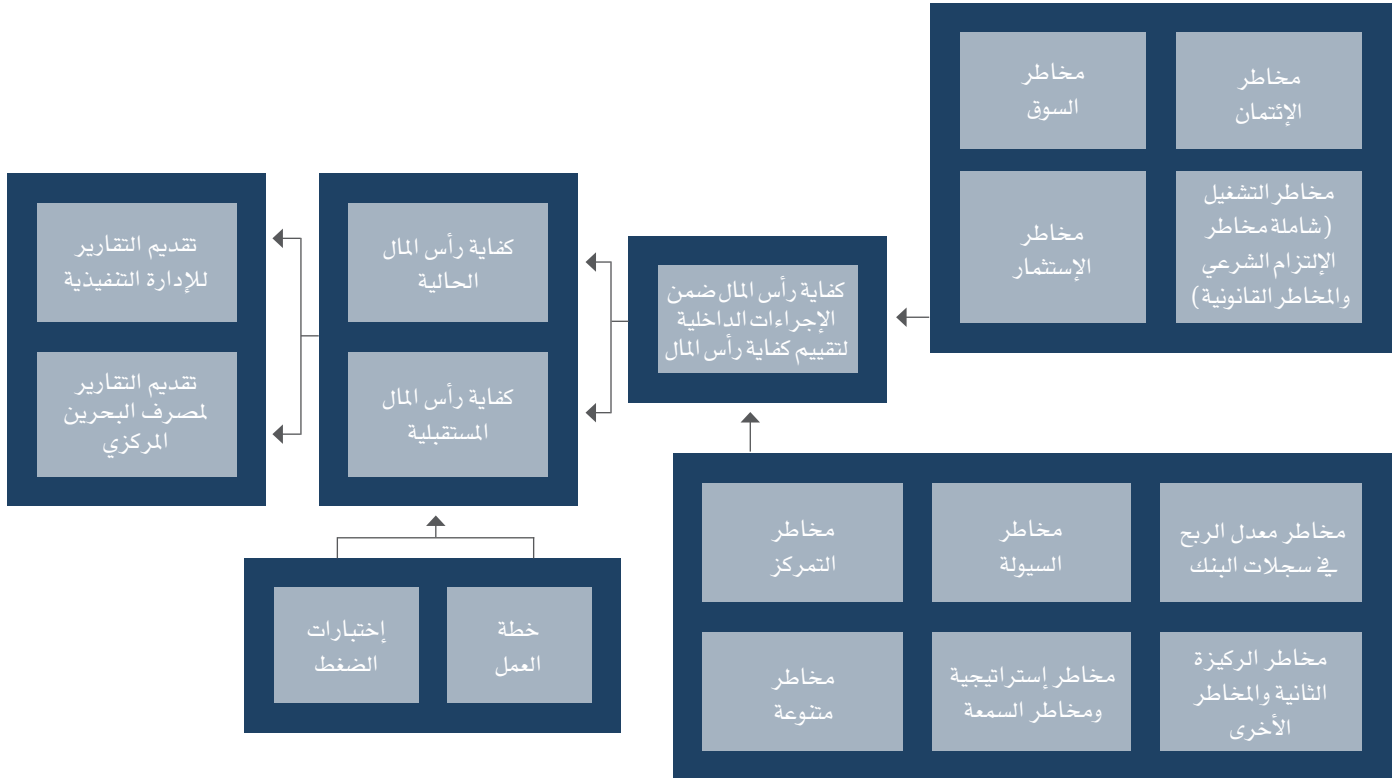 مخاطر
الإئتمان
مخاطر
السوق
مخاطر التشغيل
(شاملة مخاطر
الإلتزام الشرعي
والمخاطر القانونية)
مخاطر
الإستثمار
كفاية رأس المال ضمن
الإجراءات الداخلية
لتقييم كفاية رأس المال
كفاية رأس المال
الحالية
كفاية رأس المال
المستقبلية
تقديم التقارير
للإدارة التنفيذية
تقديم التقارير
لمصرف البحرين
المركزي
مخاطر معدل الربح
في سجلات البنك
مخاطر
السيولة
مخاطر
التمركز
مخاطر الركيزة
الثانية والمخاطر
الأخرى
مخاطر إستراتيجية
ومخاطر السمعة
مخاطر
متنوعة
خطة
العمل
إختبارات
الضغط